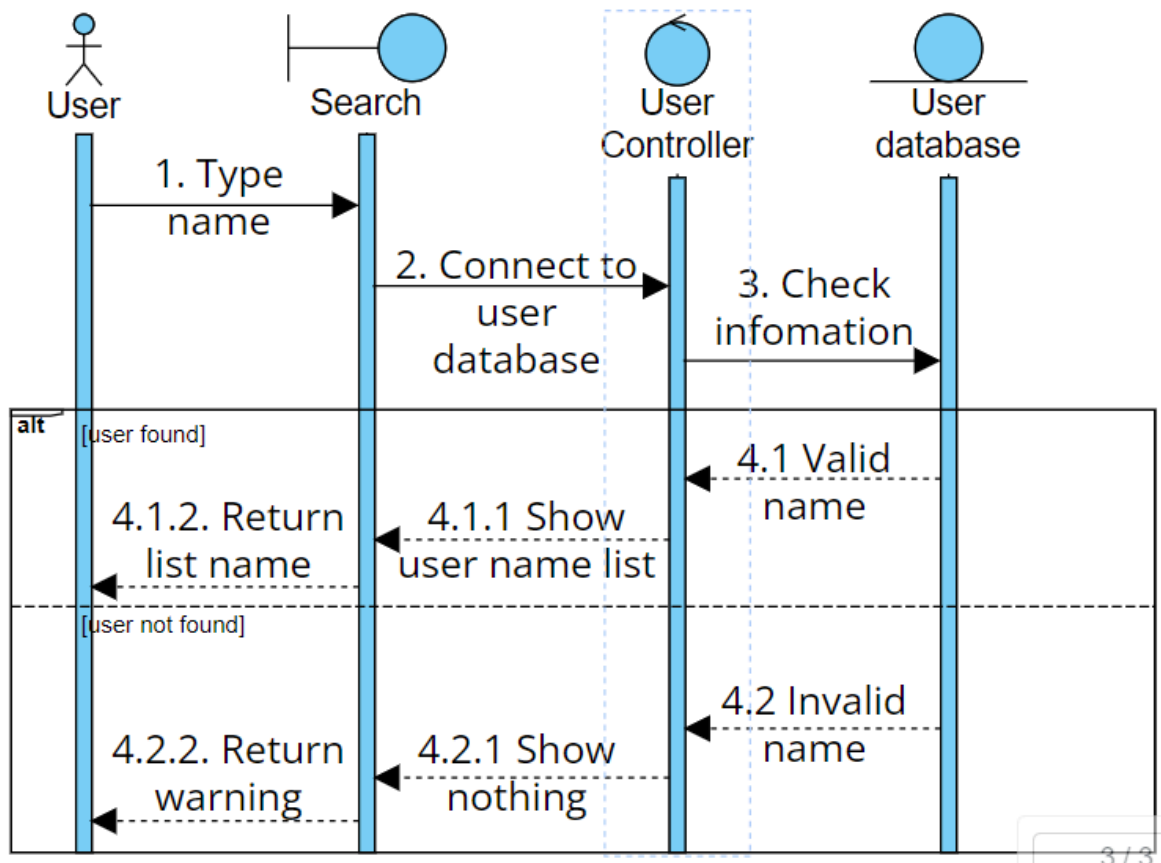 User
Search
User
Controller
User
database
1. Type
name
2. Connect to
user
database
3. Check
infomation
alt
[user found]
4.1 Valid
name
4.1.1 Show
user name list
4.1.2. Return
list name
[user not found]
4.2 Invalid
name
4.2.1 Show
nothing
4.2.2. Return
warning
3 / 3